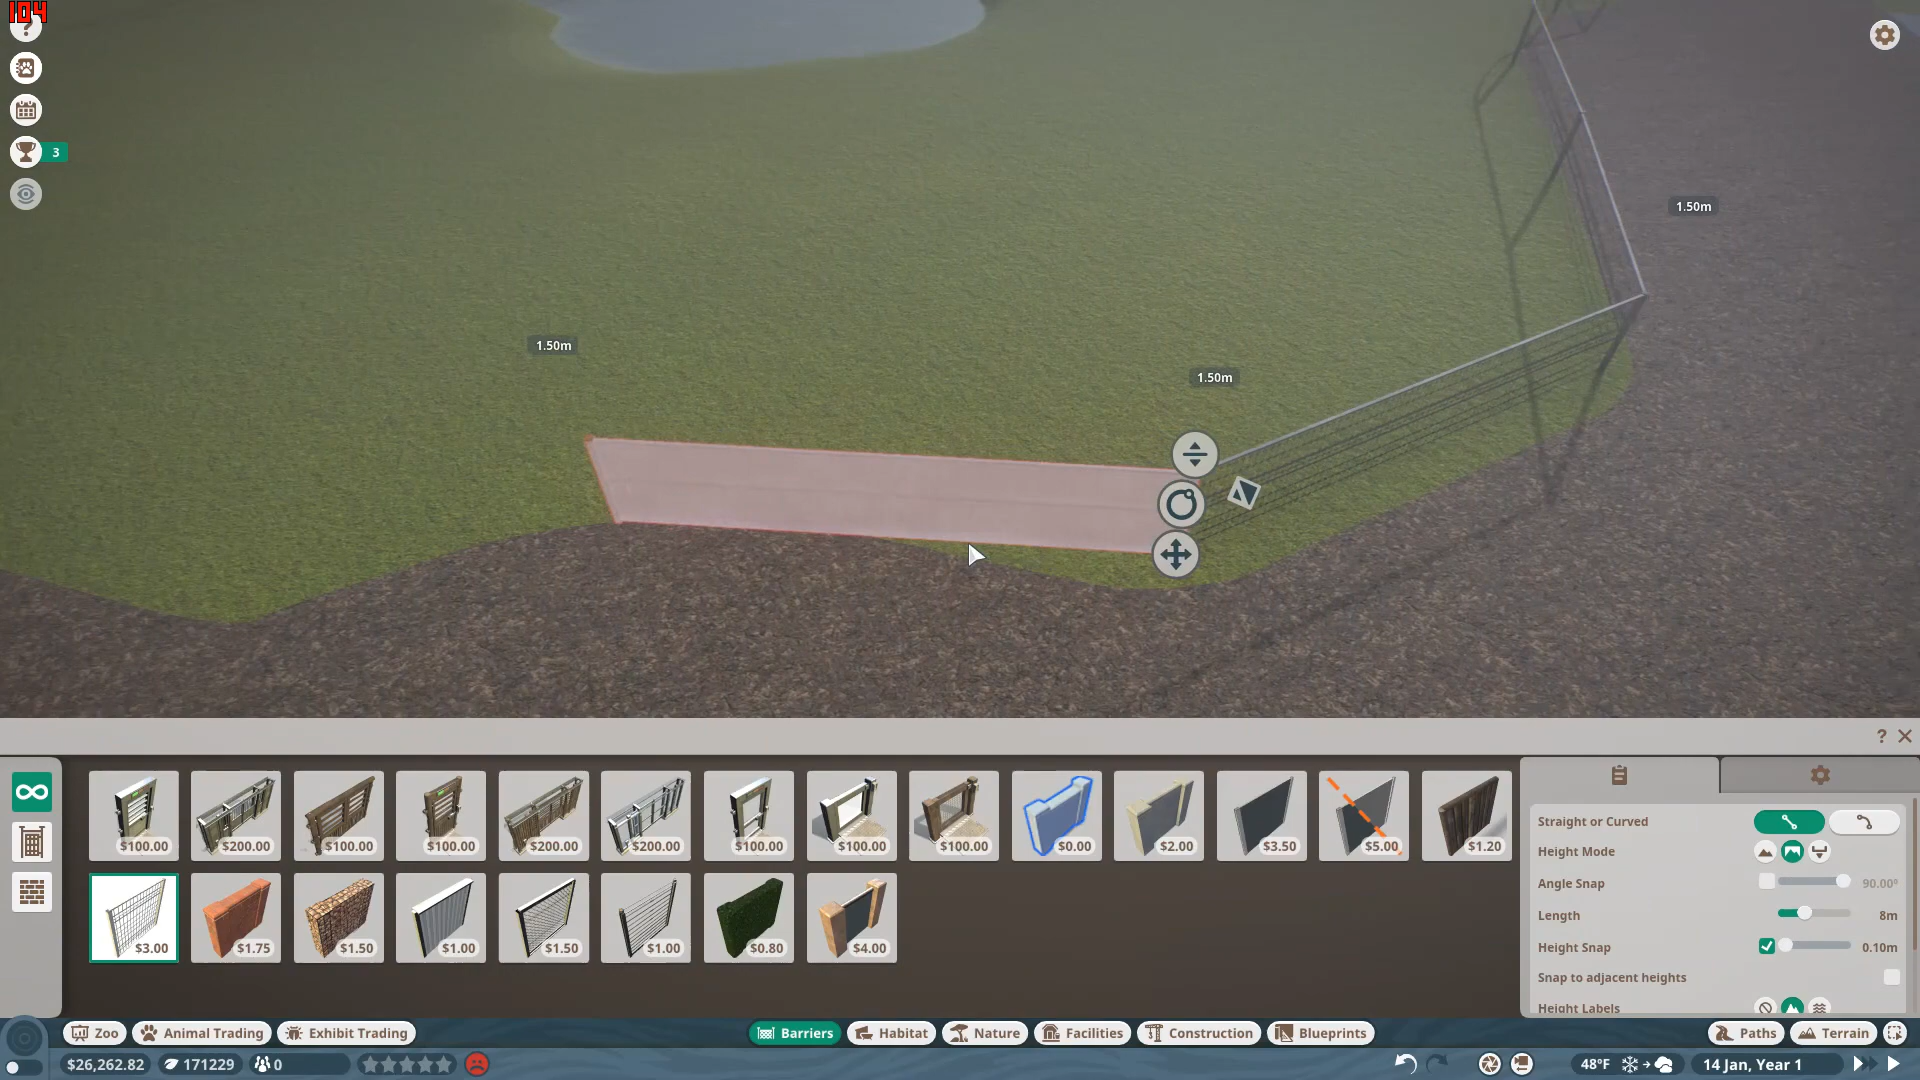 104
?
3
1.50m
1.50m
1.50m
? ×
$100.00 $200.00 $100.00 $100.00 $200.00 $200.00 $100.00 $100.00 $100.00 $0.00 $2.00 $3.50 $5.00 $1.20
$3.00 $1.75 $1.50 $1.00 $1.50 $1.00 $0.80 $4.00
Straight or Curved
Height Mode
Angle Snap 90.00°
Length 8m
Height Snap 0.10m
Snap to adjacent heights
Height Labels
Zoo Animal Trading Exhibit Trading Barriers Habitat Nature Facilities Construction Blueprints Paths Terrain
$26,262.82 171229 0 48°F 14 Jan, Year 1